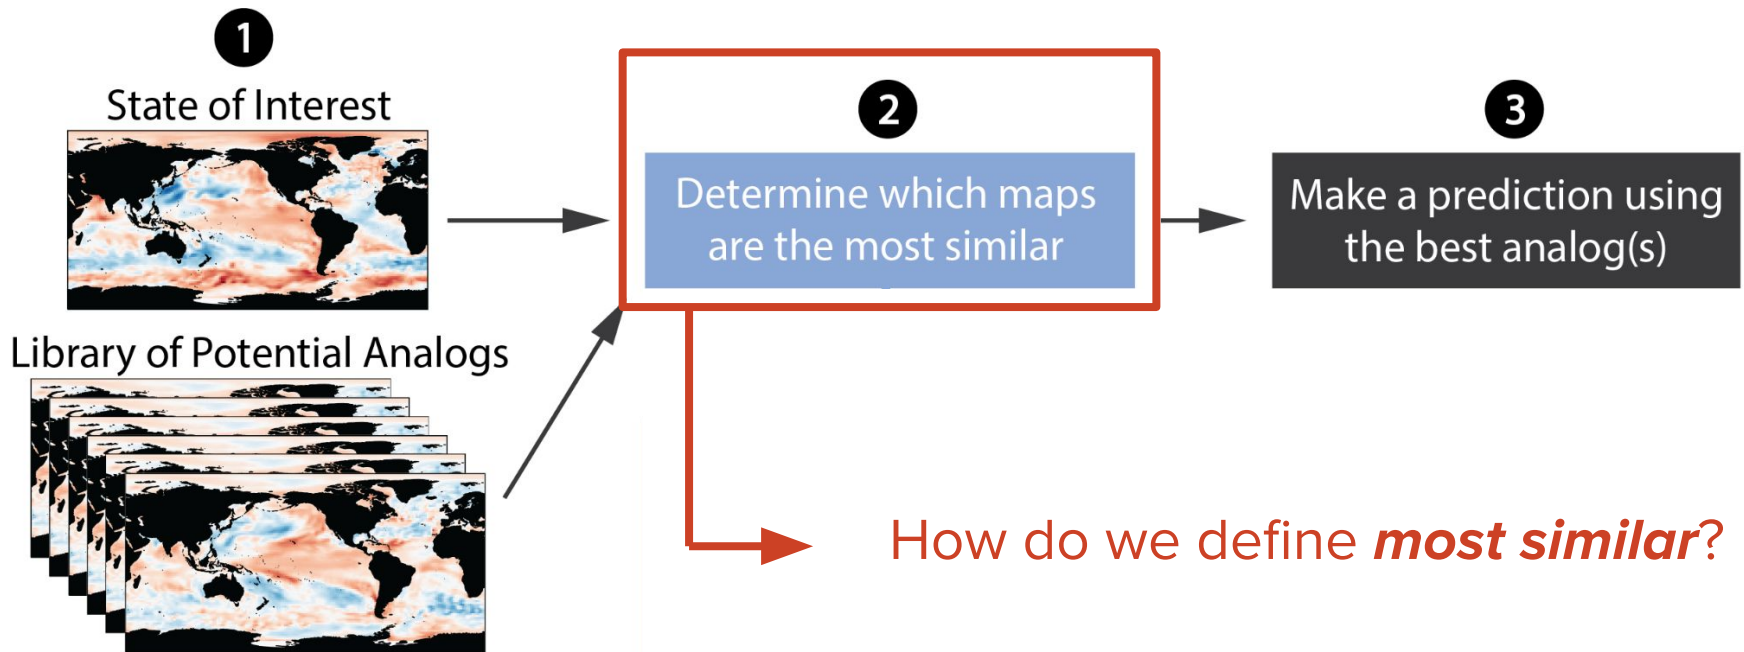 1
State of Interest
Library of Potential Analogs
2
Determine which maps
are the most similar
3
Make a prediction using
the best analog(s)
How do we define most similar?